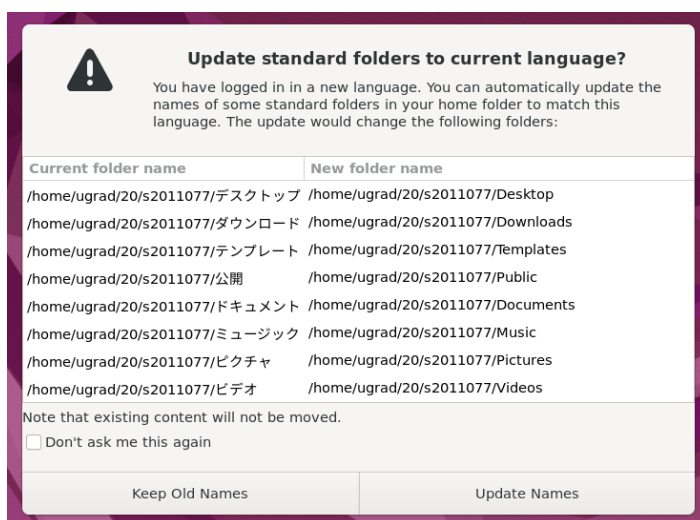 Update standard folders to current language?
You have logged in in a new language. You can automatically update the
names of some standard folders in your home folder to match this
language. The update would change the following folders:
Current folder name New folder name
/home/ugrad/20/s2011077/デスクトップ /home/ugrad/20/s2011077/Desktop
/home/ugrad/20/s2011077/ダウンロード /home/ugrad/20/s2011077/Downloads
/home/ugrad/20/s2011077/テンプレート /home/ugrad/20/s2011077/Templates
/home/ugrad/20/s2011077/公開 /home/ugrad/20/s2011077/Public
/home/ugrad/20/s2011077/ドキュメント /home/ugrad/20/s2011077/Documents
/home/ugrad/20/s2011077/ミュージック /home/ugrad/20/s2011077/Music
/home/ugrad/20/s2011077/ピクチャ /home/ugrad/20/s2011077/Pictures
/home/ugrad/20/s2011077/ビデオ /home/ugrad/20/s2011077/Videos
Note that existing content will not be moved.
Don't ask me this again
Keep Old Names Update Names